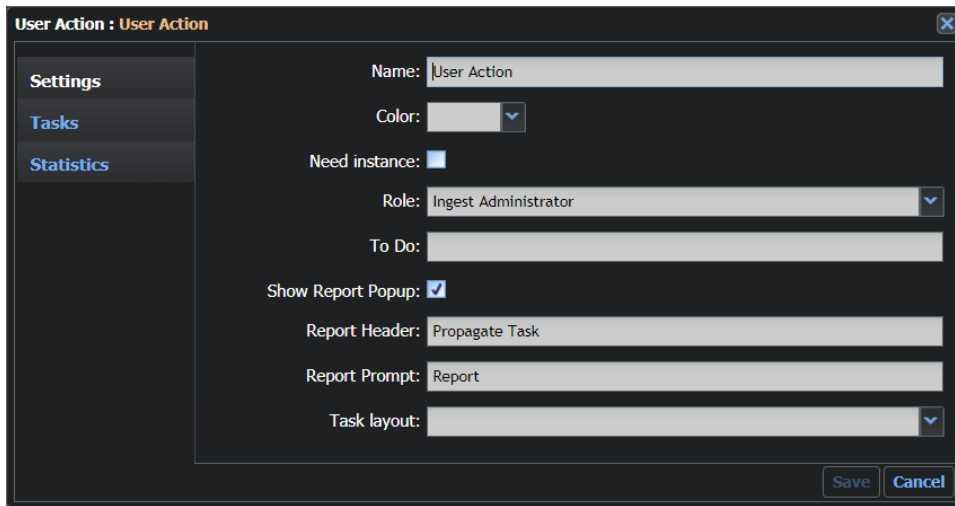 User Action : User Action
Settings
Tasks
Statistics
Name: User Action
Color:
Need instance:
Role: Ingest Administrator
To Do:
Show Report Popup:
Report Header: Propagate Task
Report Prompt: Report
Task layout:
Save Cancel